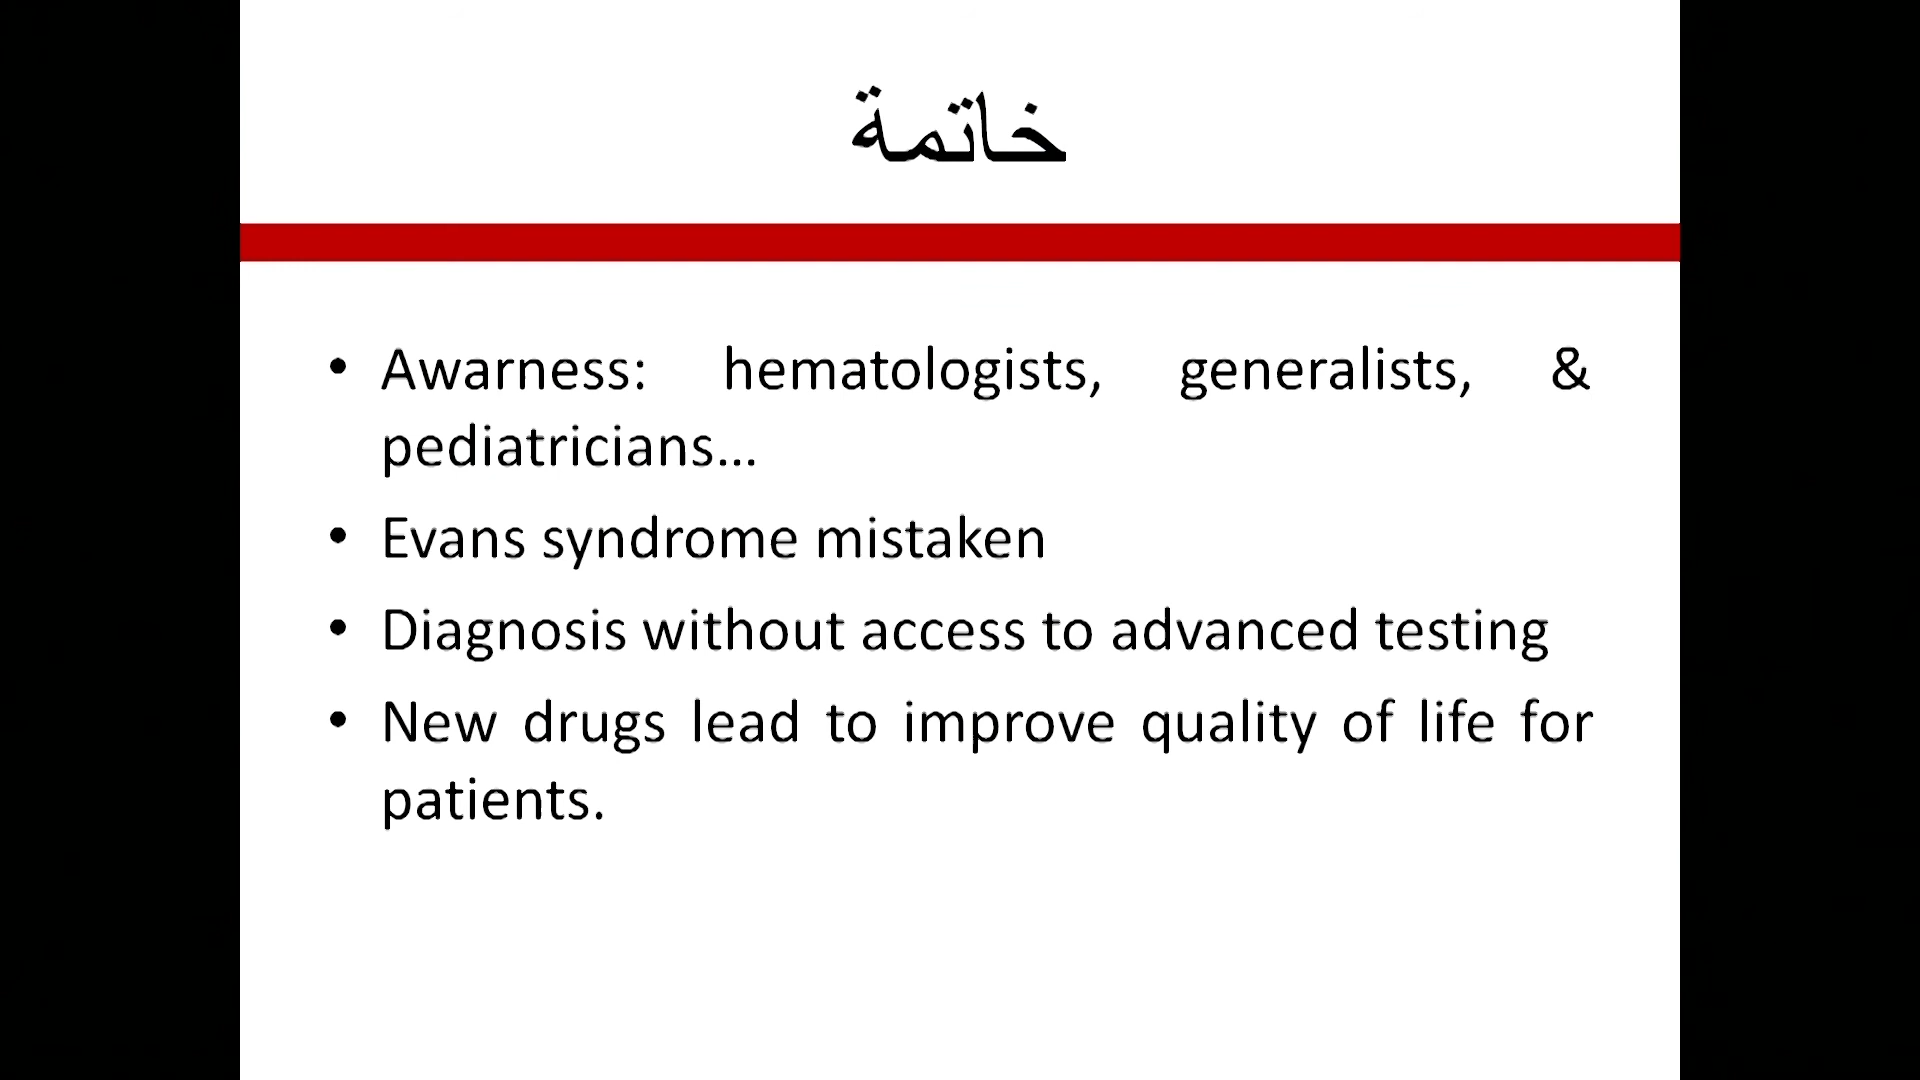 خاتمة
• Awarness: hematologists, generalists, &
pediatricians...
• Evans syndrome mistaken
• Diagnosis without access to advanced testing
• New drugs lead to improve quality of life for
patients.